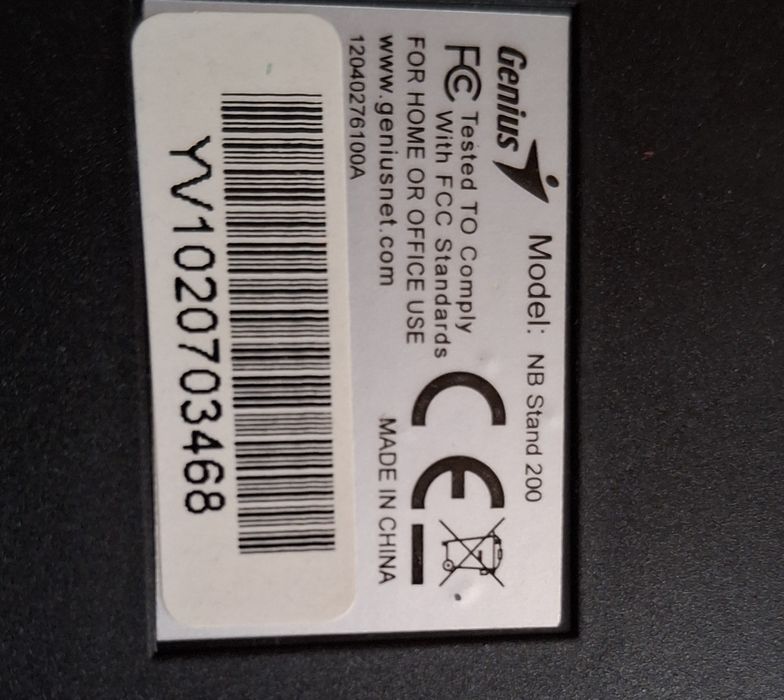 Genius Model: NB Stand 200
FC Tested TO Comply
With FCC Standards
FOR HOME OR OFFICE USE
www.geniusnet.com
MADE IN CHINA
12040276100A
CE
YV1020703468